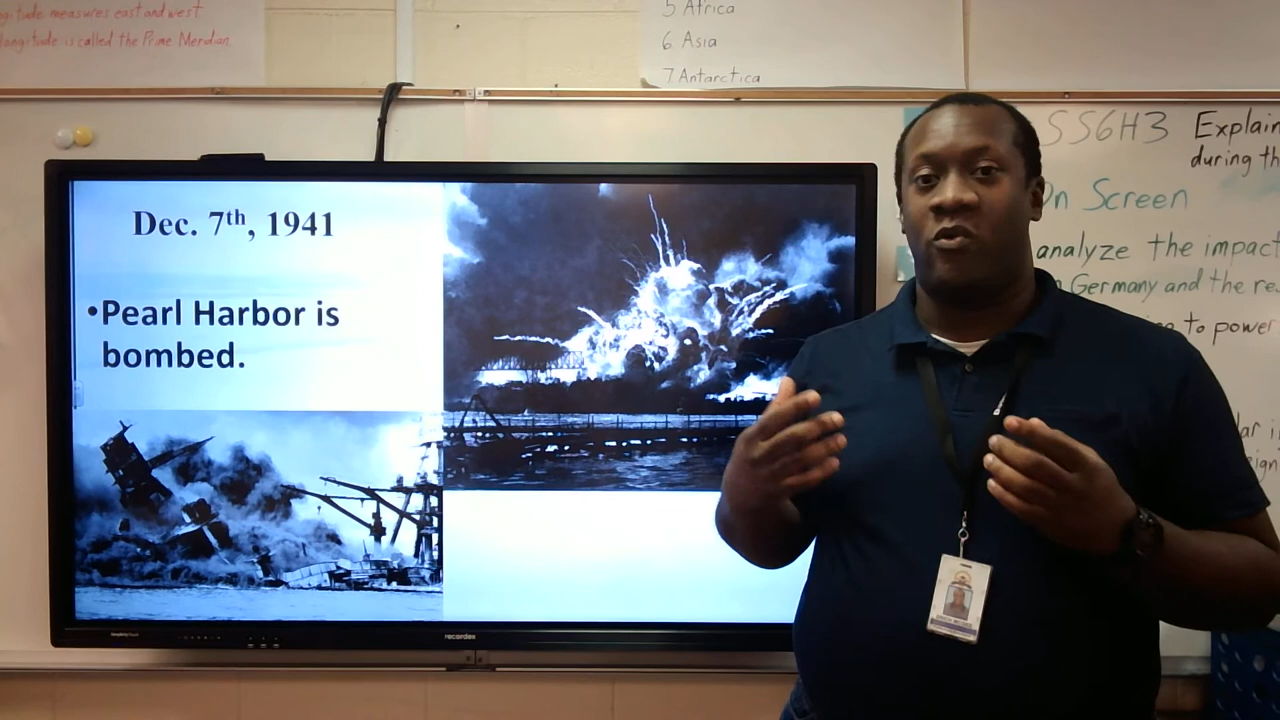 gitude measures east and west
longitude is called the Prime Meridian.
5 Africa
6 Asia
7 Antarctica
SS6H3 Explain
during th
On Screen
analyze the impact
Germany and the re
to power
Dec. 7th, 1941
•Pearl Harbor is
bombed.
recordex